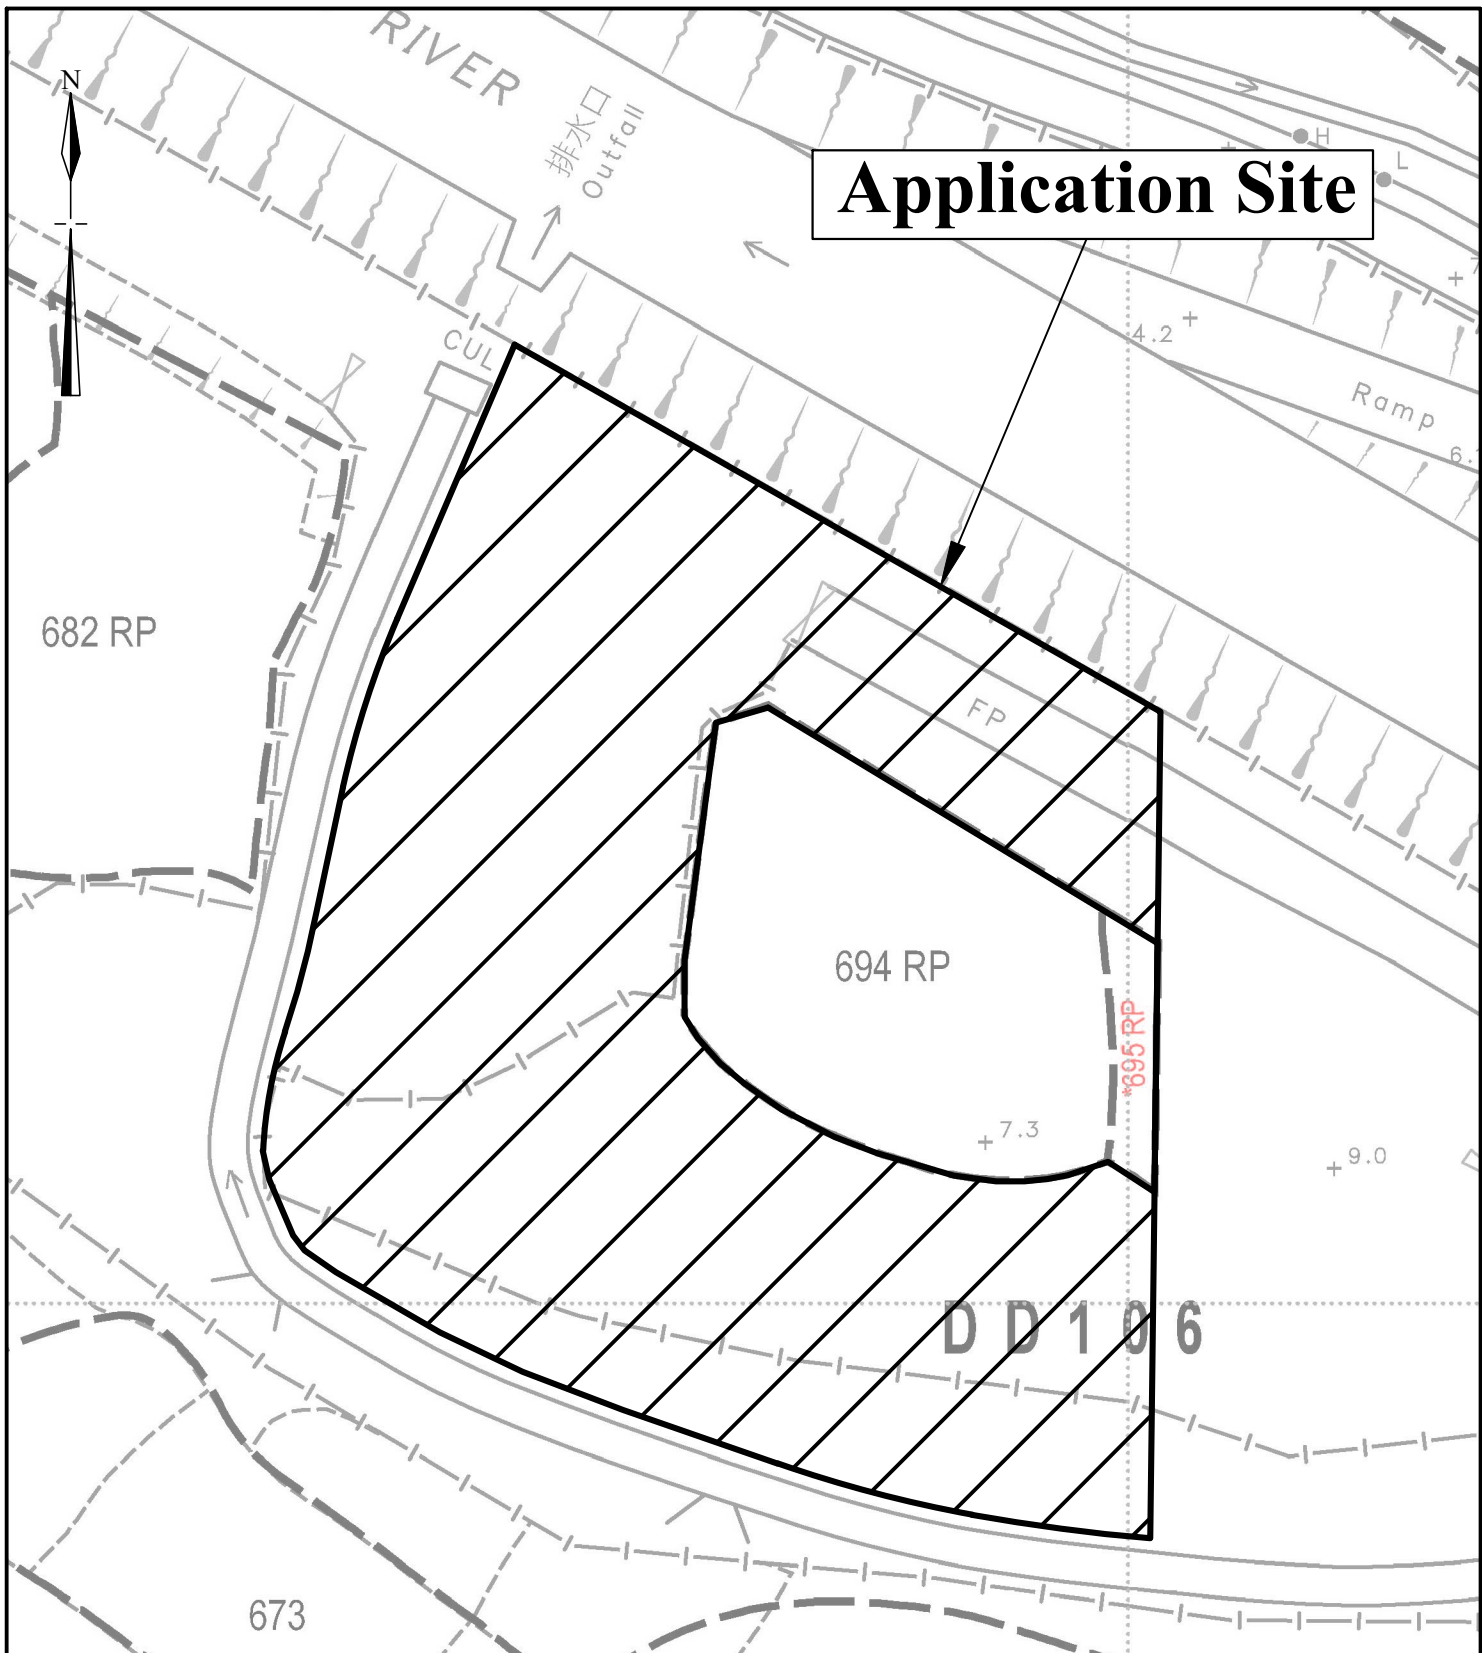 RIVER
N
排水口
Outfall
H
L
Application Site
4.2
CUL
Ramp
682 RP
FP
694 RP
*695 RP
7.3
9.0
DD106
673